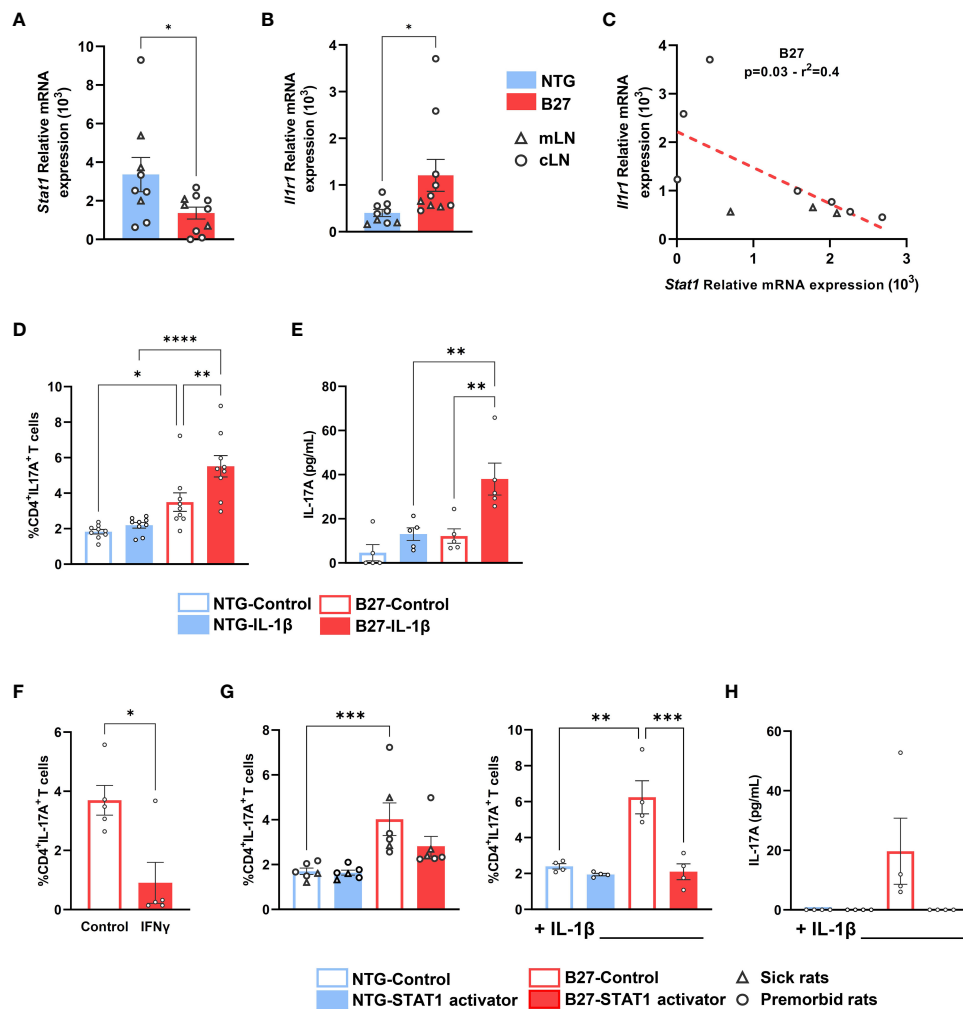 A
B
C
*
*
B27
p=0.03 - r²=0.4
Stat1 Relative mRNA
expression (10³)
10
8
6
4
2
0
Il1r1 Relative mRNA
expression (10³)
4
3
2
1
0
NTG
B27
mLN
cLN
Il1r1 Relative mRNA
expression (10³)
4
3
2
1
0
0
1
2
3
Stat1 Relative mRNA expression (10³)
D
E
****
*
**
%CD4⁺IL17A⁺ T cells
10
8
6
4
2
0
**
**
IL-17A (pg/mL)
80
60
40
20
0
NTG-Control
B27-Control
NTG-IL-1β
B27-IL-1β
F
G
H
*
%CD4⁺IL-17A⁺ T cells
6
4
2
0
Control
IFNγ
***
%CD4⁺IL-17A⁺ T cells
8
6
4
2
0
**
***
%CD4⁺IL17A⁺ T cells
10
8
6
4
2
0
+ IL-1β
IL-17A (pg/mL)
60
40
20
0
+ IL-1β
NTG-Control
B27-Control
Sick rats
NTG-STAT1 activator
B27-STAT1 activator
Premorbid rats